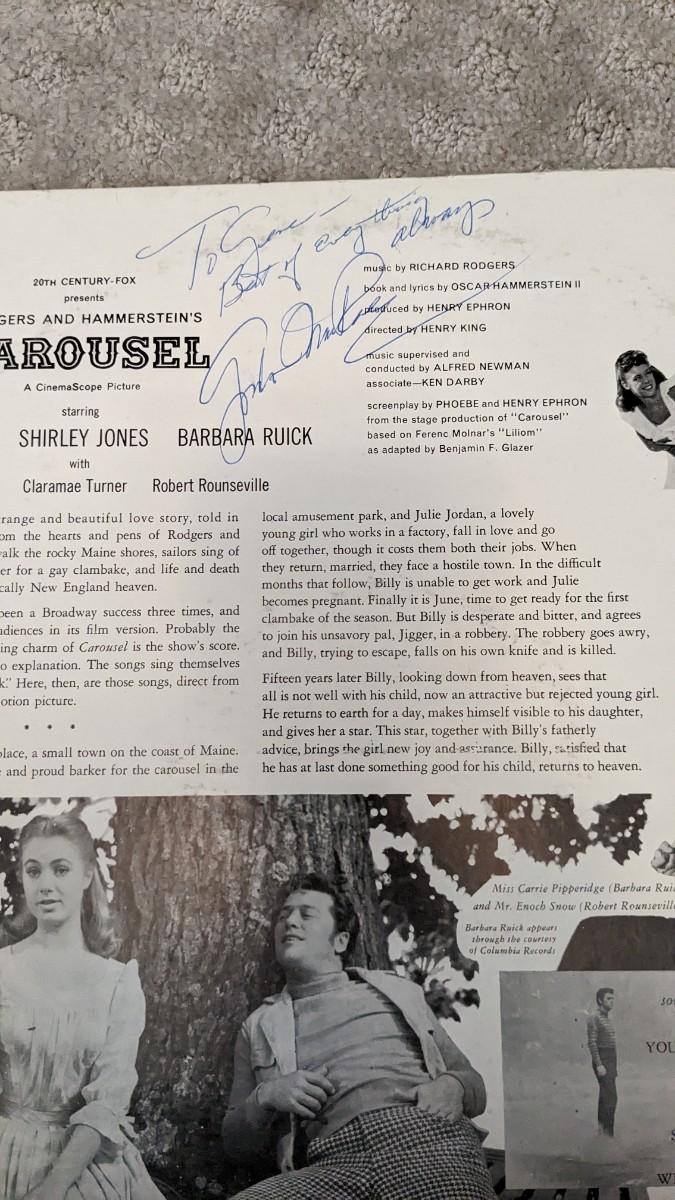 To Gene –
Best of everything
always
John
20TH CENTURY-FOX
presents
GERS AND HAMMERSTEIN'S
AROUSEL
A CinemaScope Picture
starring
SHIRLEY JONES BARBARA RUICK
with
Claramae Turner Robert Rounseville
music by RICHARD RODGERS
book and lyrics by OSCAR HAMMERSTEIN II
produced by HENRY EPHRON
directed by HENRY KING
music supervised and
conducted by ALFRED NEWMAN
associate—KEN DARBY
screenplay by PHOEBE and HENRY EPHRON
from the stage production of "Carousel"
based on Ferenc Molnar's "Liliom"
as adapted by Benjamin F. Glazer
range and beautiful love story, told in
om the hearts and pens of Rodgers and
alk the rocky Maine shores, sailors sing of
er for a gay clambake, and life and death
cally New England heaven.
been a Broadway success three times, and
udiences in its film version. Probably the
ing charm of Carousel is the show's score.
o explanation. The songs sing themselves
k." Here, then, are those songs, direct from
otion picture.
* * *
place, a small town on the coast of Maine.
and proud barker for the carousel in the
local amusement park, and Julie Jordan, a lovely
young girl who works in a factory, fall in love and go
off together, though it costs them both their jobs. When
they return, married, they face a hostile town. In the difficult
months that follow, Billy is unable to get work and Julie
becomes pregnant. Finally it is June, time to get ready for the first
clambake of the season. But Billy is desperate and bitter, and agrees
to join his unsavory pal, Jigger, in a robbery. The robbery goes awry,
and Billy, trying to escape, falls on his own knife and is killed.
Fifteen years later Billy, looking down from heaven, sees that
all is not well with his child, now an attractive but rejected young girl.
He returns to earth for a day, makes himself visible to his daughter,
and gives her a star. This star, together with Billy's fatherly
advice, brings the girl new joy and assurance. Billy, satisfied that
he has at last done something good for his child, returns to heaven.
Miss Carrie Pipperidge (Barbara Rui
and Mr. Enoch Snow (Robert Rounsevill
Barbara Ruick appears
through the courtesy
of Columbia Records
SO
YOU
S
W